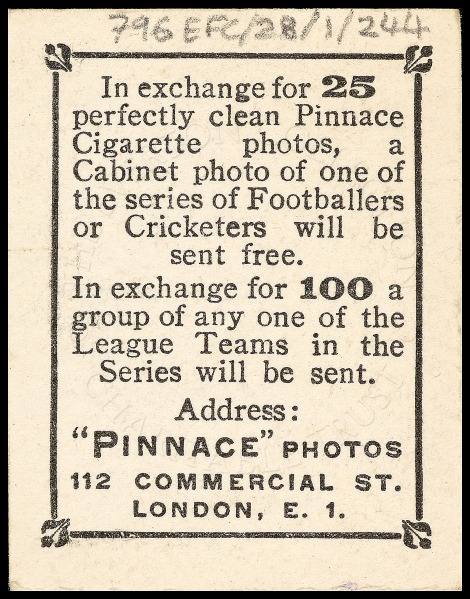 796 EFC/28/1/244
In exchange for 25
perfectly clean Pinnace
Cigarette photos, a
Cabinet photo of one of
the series of Footballers
or Cricketers will be
sent free.
In exchange for 100 a
group of any one of the
League Teams in the
Series will be sent.
Address:
"PINNACE" PHOTOS
112 COMMERCIAL ST.
LONDON, E. 1.